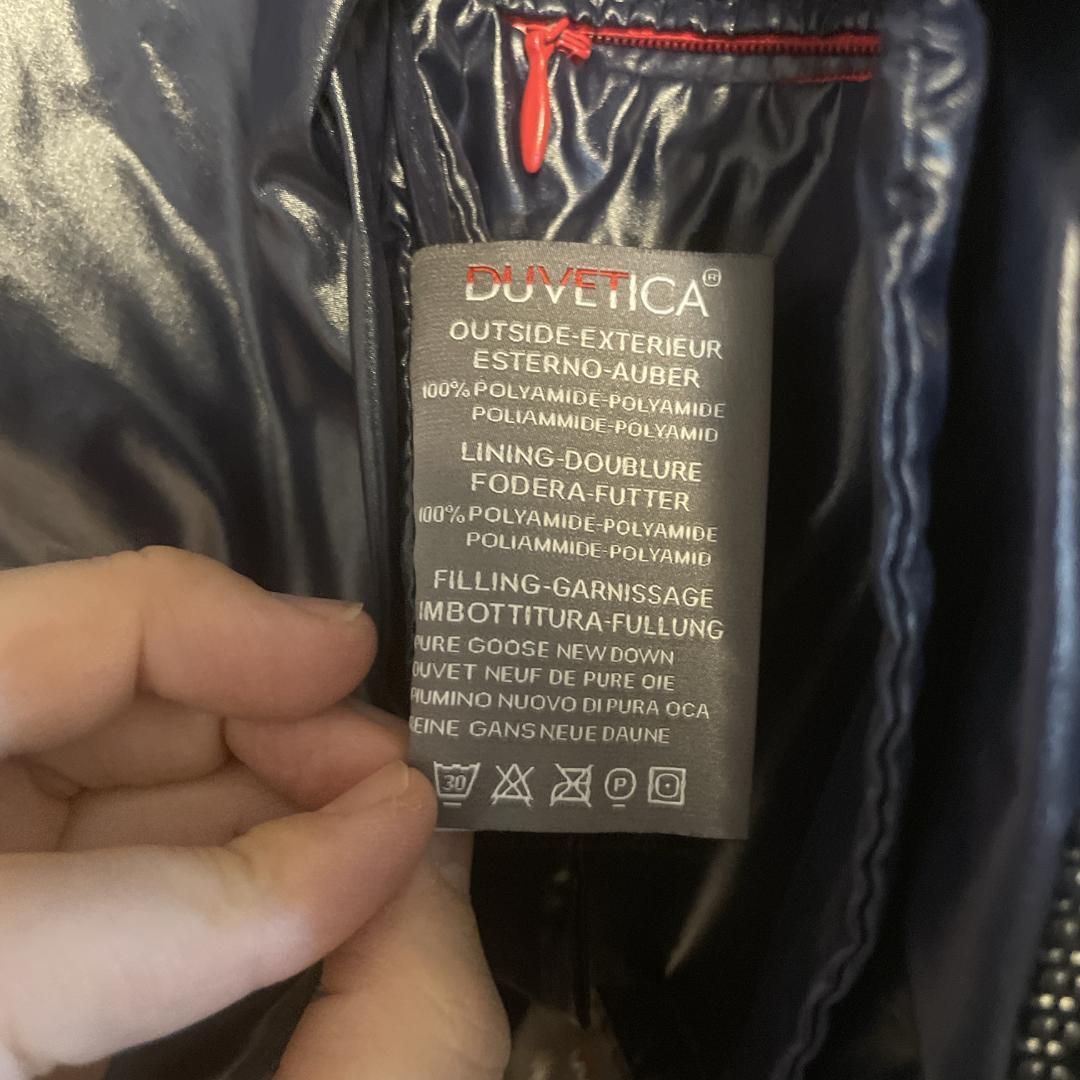 DUVETICA®
OUTSIDE-EXTERIEUR
ESTERNO-AUBER
100% POLYAMIDE-POLYAMIDE
POLIAMMIDE-POLYAMID
LINING-DOUBLURE
FODERA-FUTTER
100% POLYAMIDE-POLYAMIDE
POLIAMMIDE-POLYAMID
FILLING-GARNISSAGE
IMBOTTITURA-FULLUNG
PURE GOOSE NEW DOWN
DUVET NEUF DE PURE OIE
PIUMINO NUOVO DI PURA OCA
REINE GANS NEUE DAUNE
30 P